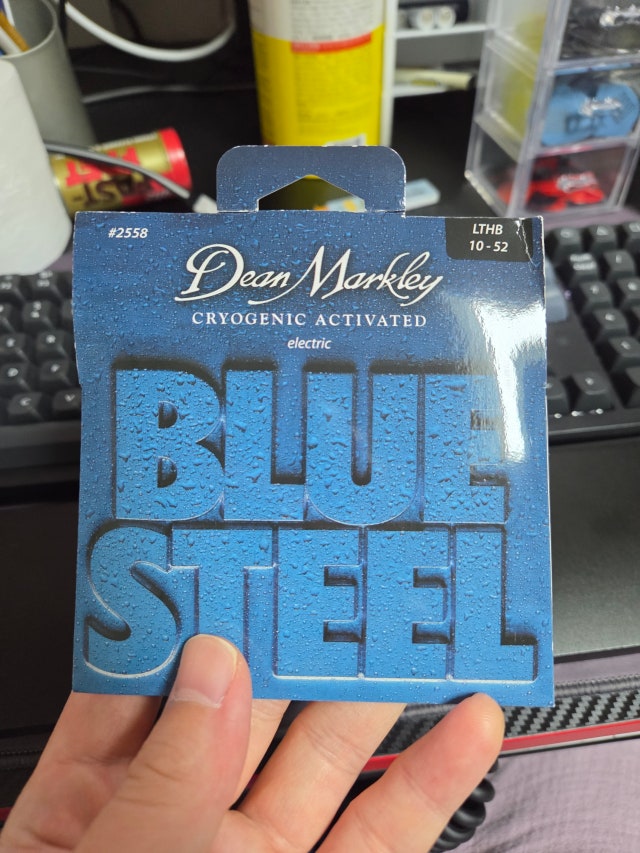 #2558
LTHB
10 - 52
Dean Markley
CRYOGENIC ACTIVATED
electric
BLUE
STEEL